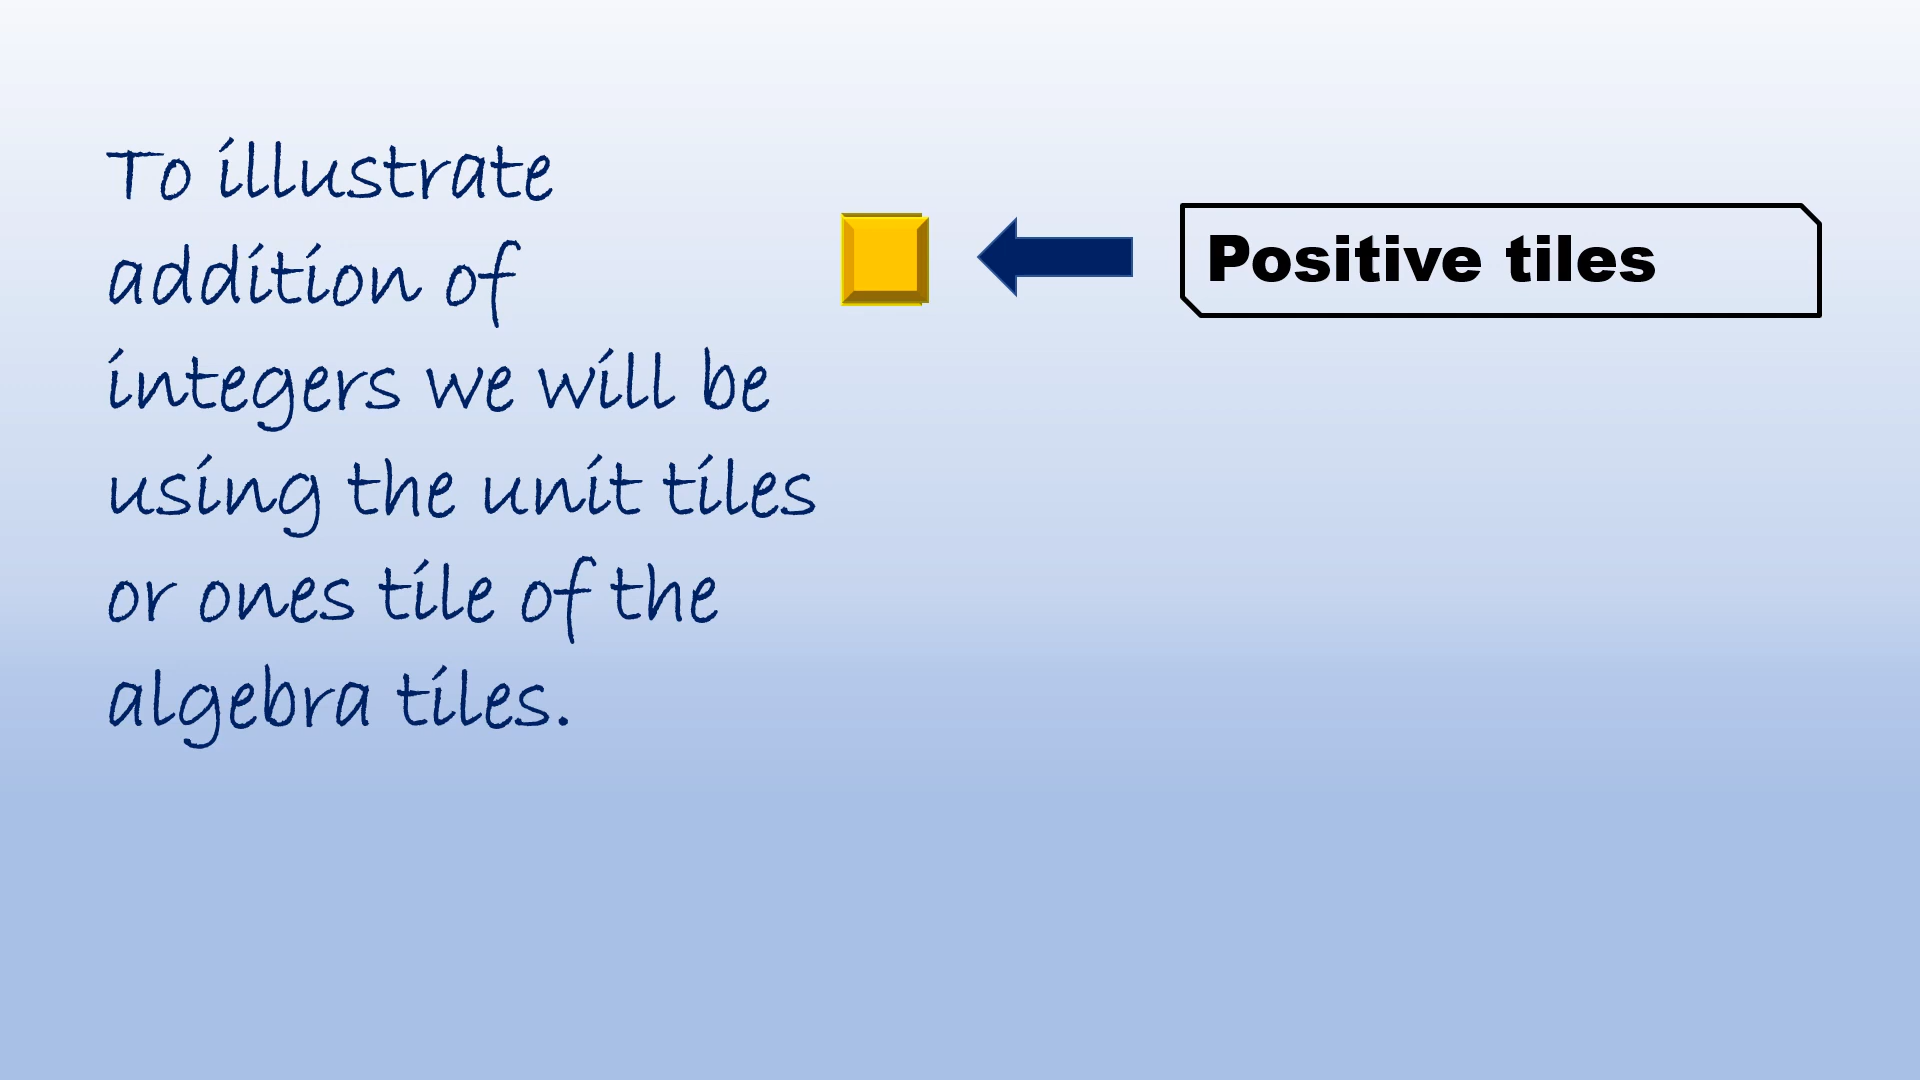 To illustrate
addition of
integers we will be
using the unit tiles
or ones tile of the
algebra tiles.
Positive tiles